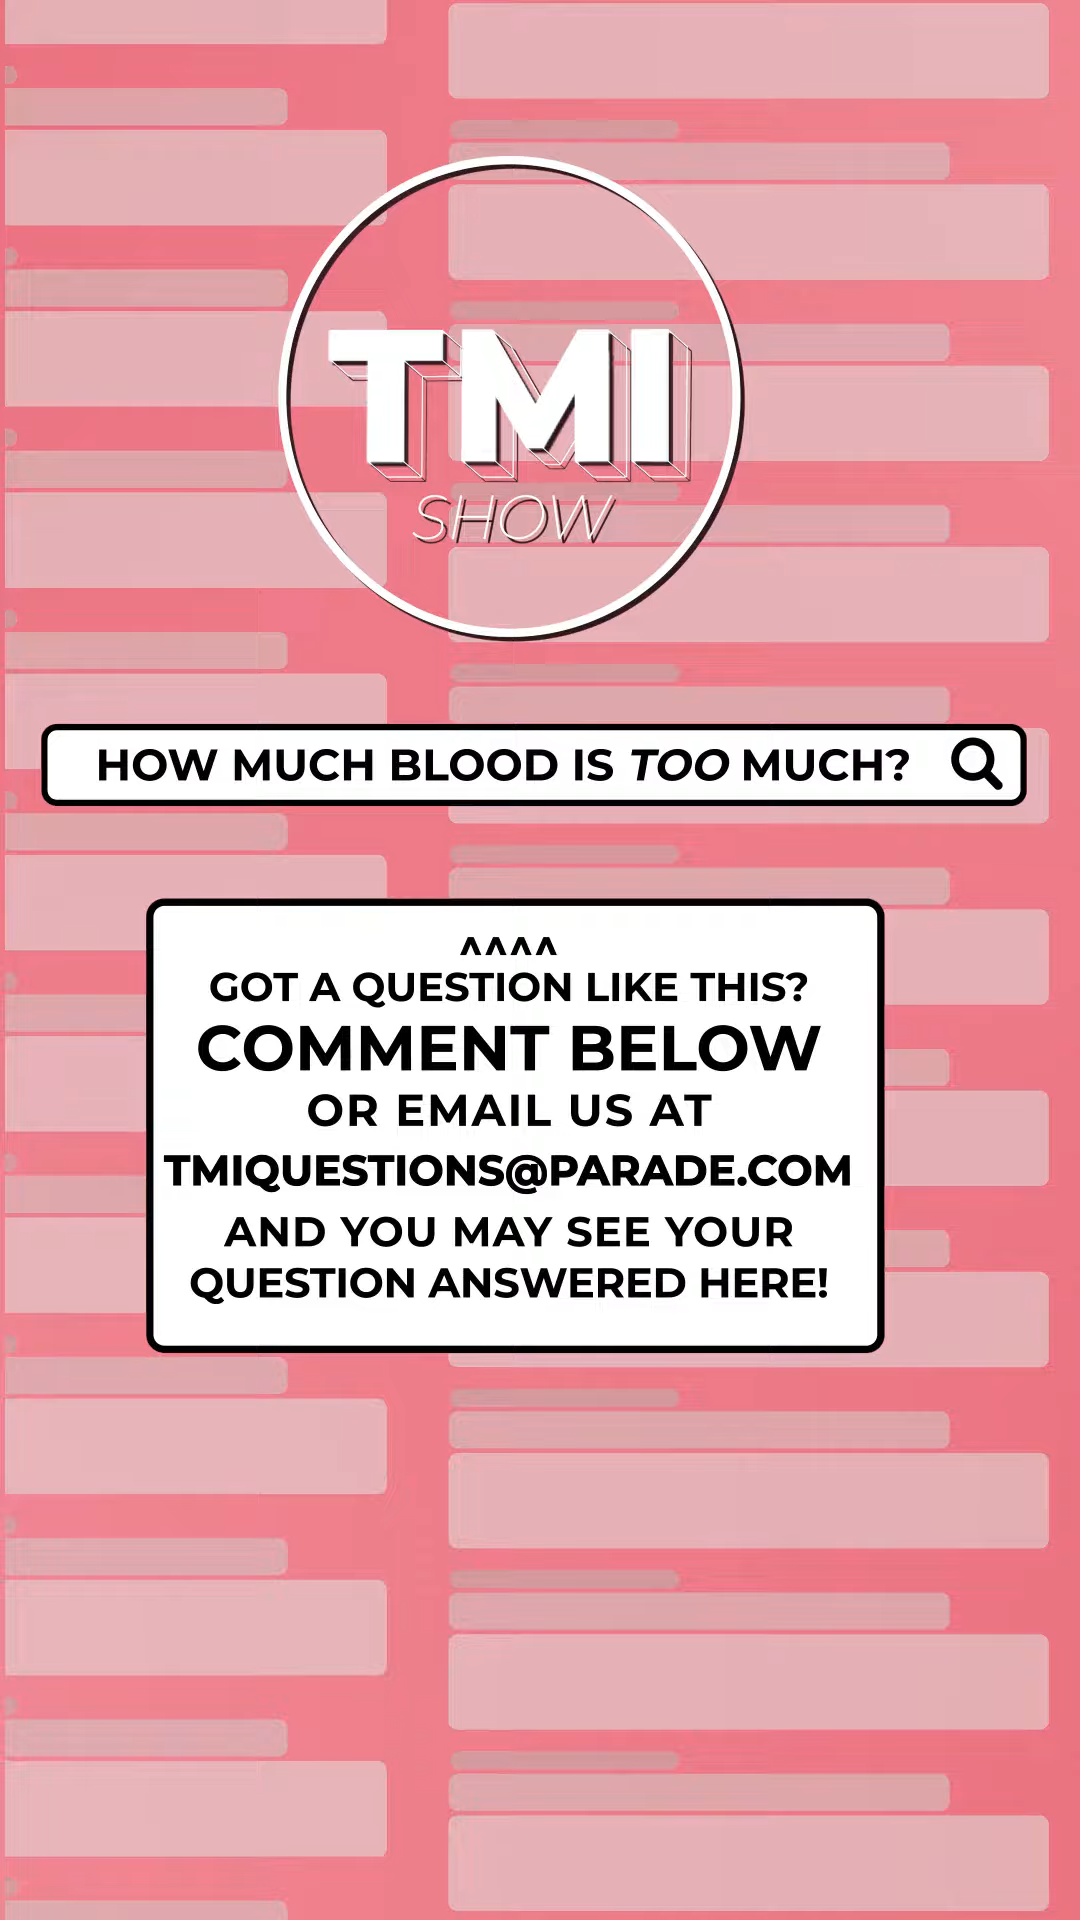 TMI
SHOW
HOW MUCH BLOOD IS TOO MUCH?
^^^^
GOT A QUESTION LIKE THIS?
COMMENT BELOW
OR EMAIL US AT
TMIQUESTIONS@PARADE.COM
AND YOU MAY SEE YOUR
QUESTION ANSWERED HERE!